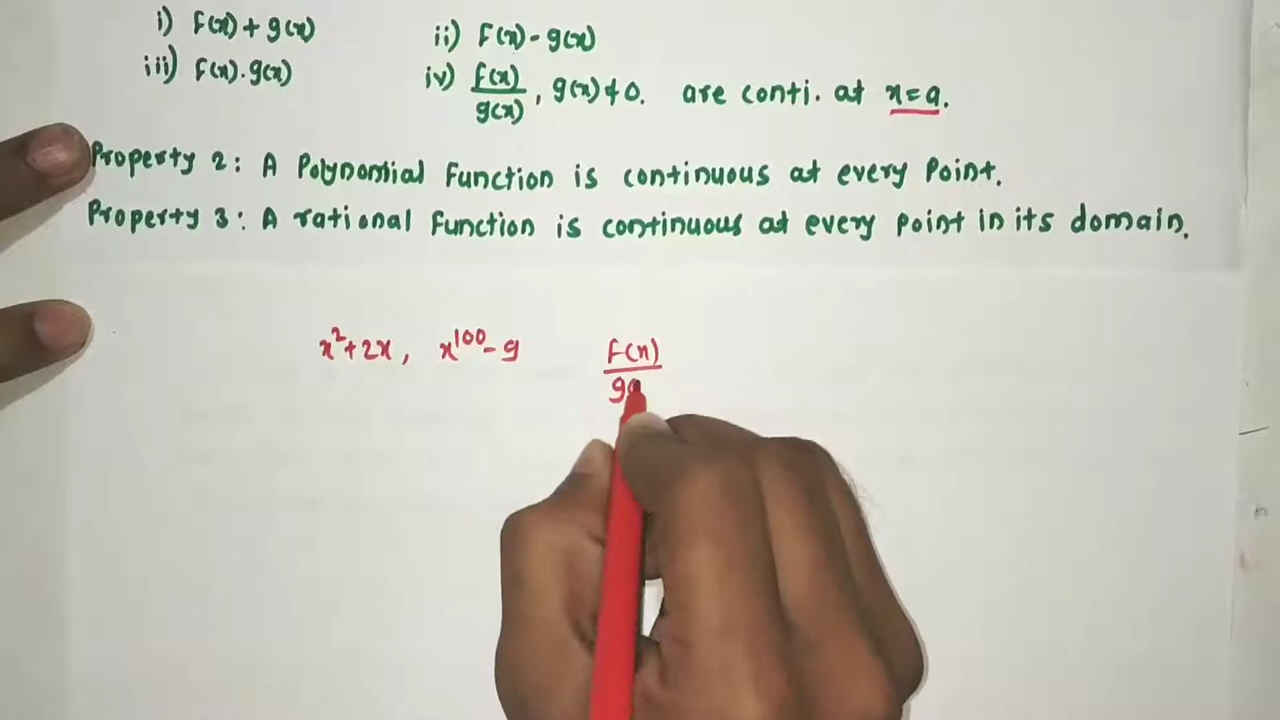 i) f(x) + g(x) ii) f(x) - g(x)
iii) f(x) . g(x) iv) f(x)/g(x) , g(x) ≠ 0. are conti. at x = a.
Property 2: A Polynomial Function is continuous at every Point.
Property 3: A rational Function is continuous at every point in its domain.
x²+2x, x¹⁰⁰- 9 f(x)/g(